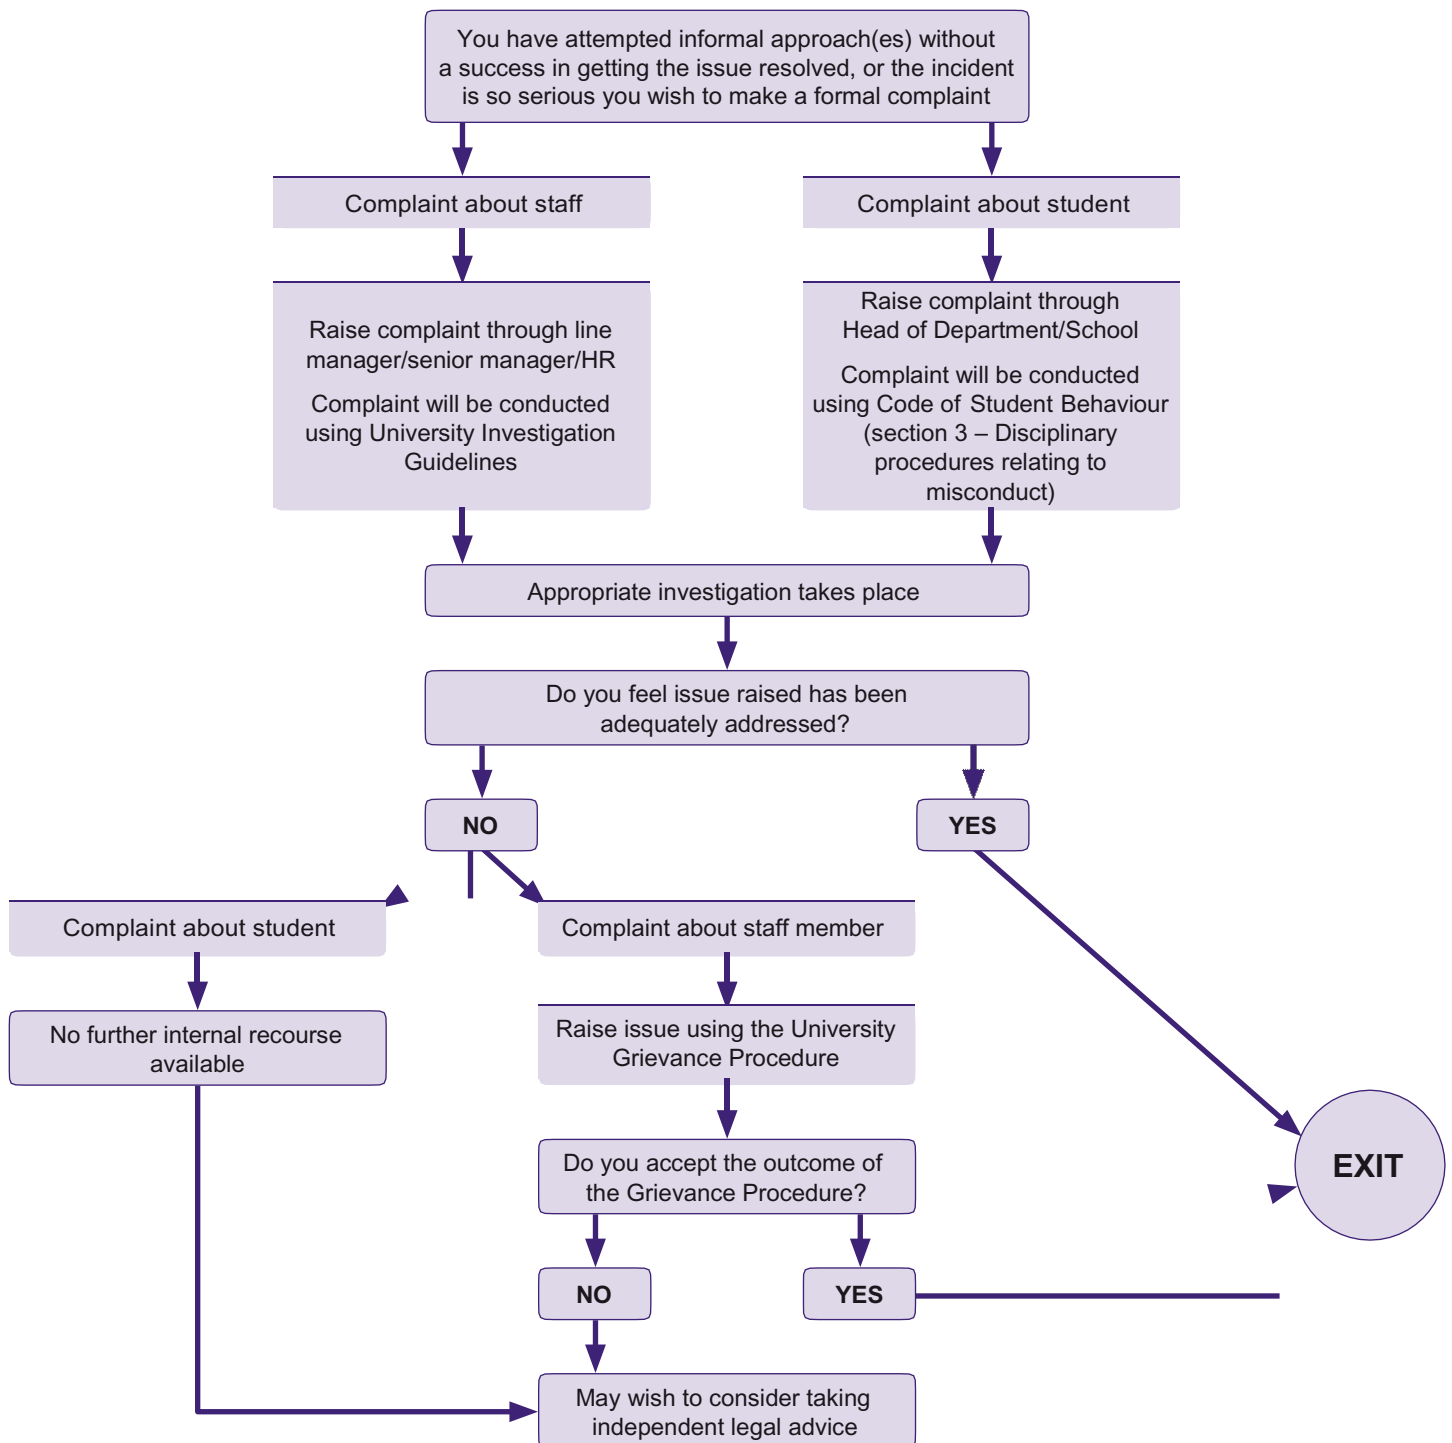 You have attempted informal approach(es) without
a success in getting the issue resolved, or the incident
is so serious you wish to make a formal complaint
Complaint about staff
Complaint about student
Raise complaint through line
manager/senior manager/HR
Complaint will be conducted
using University Investigation
Guidelines
Raise complaint through
Head of Department/School
Complaint will be conducted
using Code of Student Behaviour
(section 3 – Disciplinary
procedures relating to
misconduct)
Appropriate investigation takes place
Do you feel issue raised has been
adequately addressed?
NO
YES
Complaint about student
Complaint about staff member
No further internal recourse
available
Raise issue using the University
Grievance Procedure
Do you accept the outcome of
the Grievance Procedure?
EXIT
NO
YES
May wish to consider taking
independent legal advice